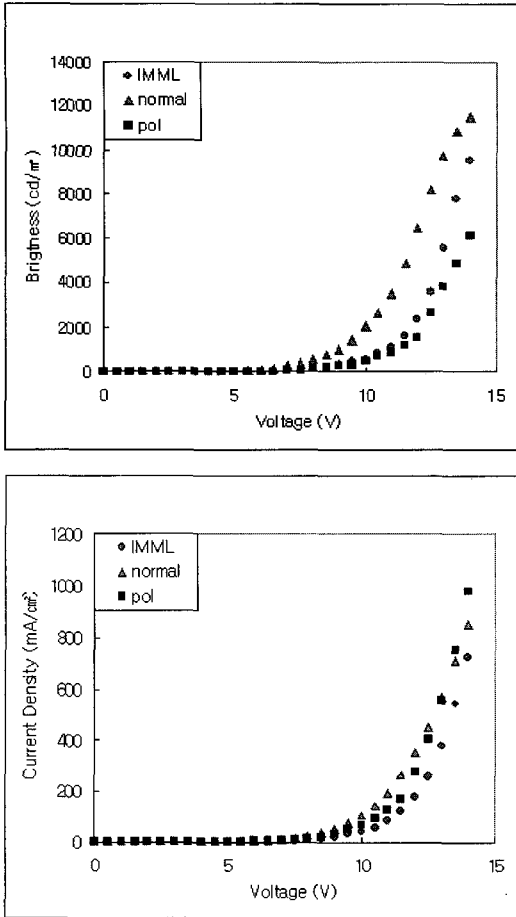 14000
12000
10000
8000
6000
4000
2000
0
Brigtness (cd/㎡)
IMML
normal
pol
0 5 10 15
Voltage (V)
1200
1000
800
600
400
200
0
Current Density (mA/㎠)
IMML
normal
pol
0 5 10 15
Voltage (V)